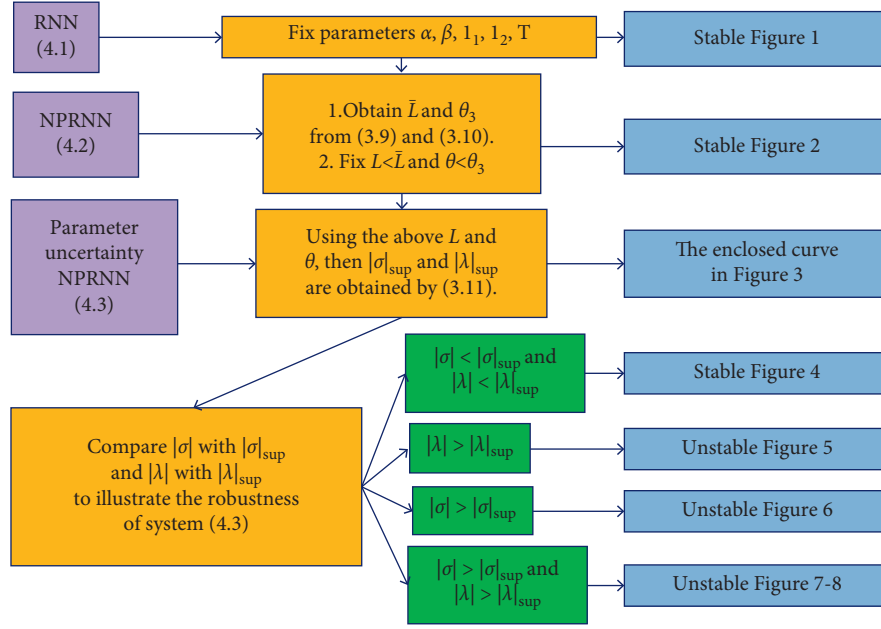 RNN
(4.1)
Fix parameters α, β, 1₁, 1₂, T
Stable Figure 1
NPRNN
(4.2)
1.Obtain L̄ and θ₃
from (3.9) and (3.10).
2. Fix L<L̄ and θ<θ₃
Stable Figure 2
Parameter
uncertainty
NPRNN
(4.3)
Using the above L and
θ, then |σ|sup and |λ|sup
are obtained by (3.11).
The enclosed curve
in Figure 3
Compare |σ| with |σ|sup
and |λ| with |λ|sup
to illustrate the robustness
of system (4.3)
|σ| < |σ|sup and
|λ| < |λ|sup
Stable Figure 4
|λ| > |λ|sup
Unstable Figure 5
|σ| > |σ|sup
Unstable Figure 6
|σ| > |σ|sup and
|λ| > |λ|sup
Unstable Figure 7-8